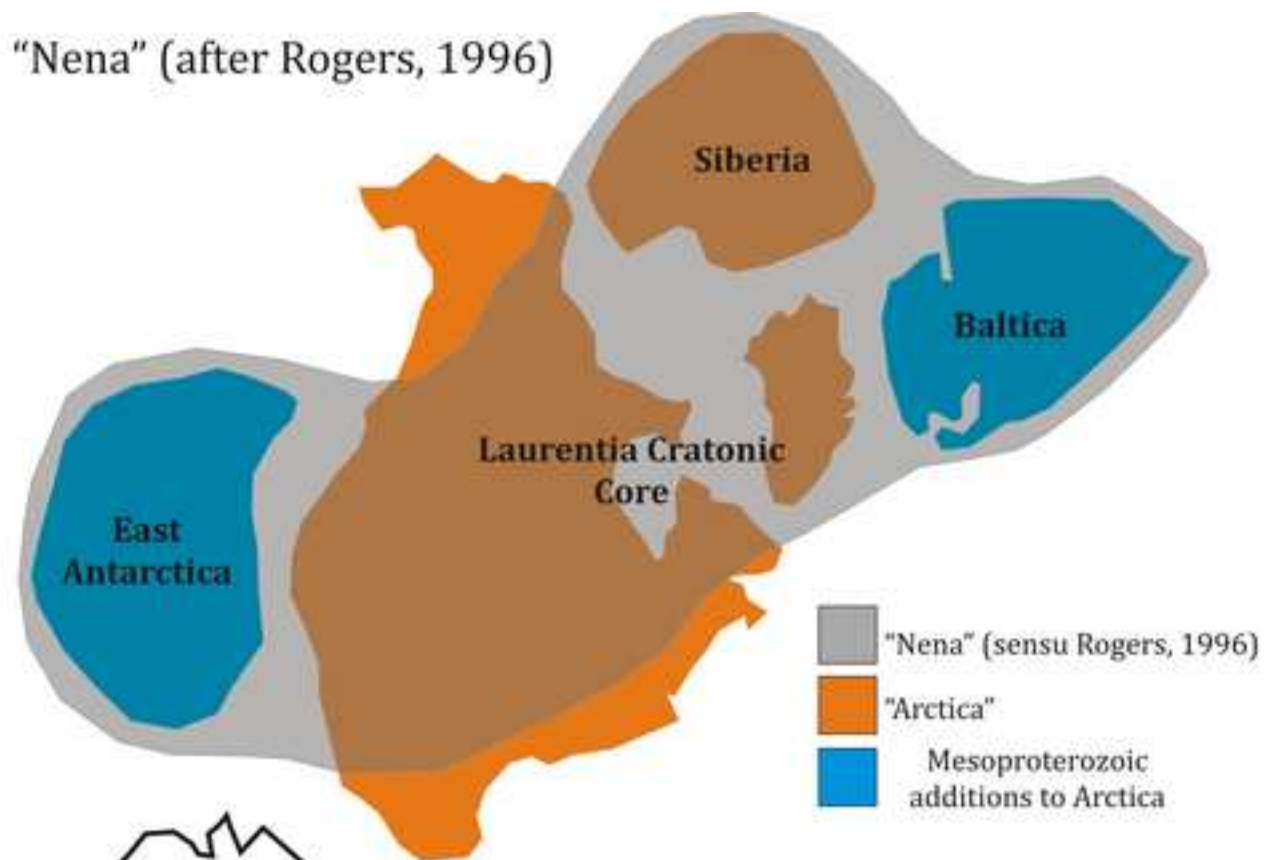 “Nena” (after Rogers, 1996)
Siberia
Baltica
Laurentia Cratonic
Core
East
Antarctica
“Nena” (sensu Rogers, 1996)
“Arctica”
Mesoproterozoic
additions to Arctica